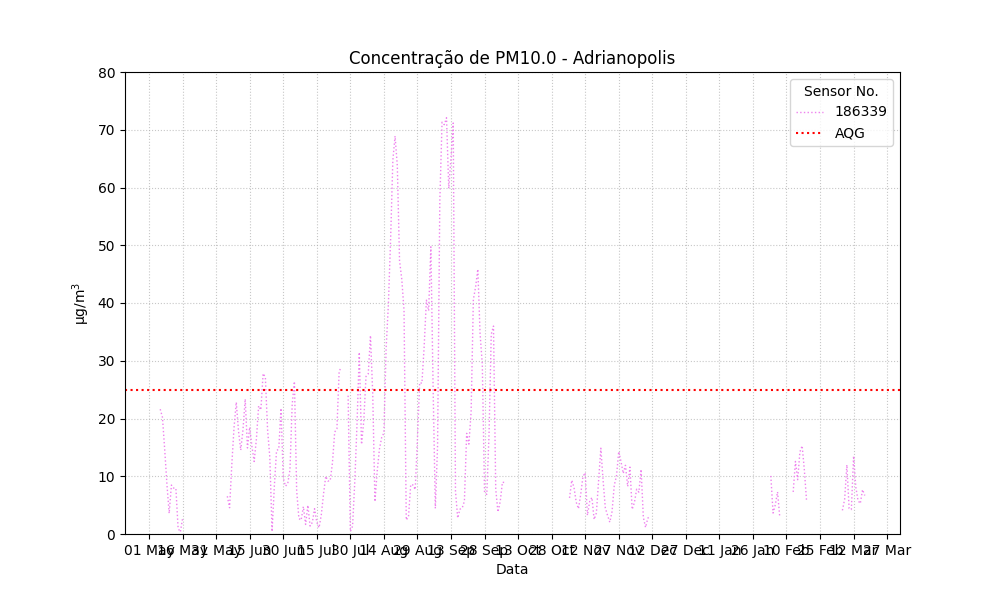 Concentração de PM10.0 - Adrianopolis
Sensor No.
186339
AQG
80
70
60
50
40
30
20
10
0
µg/m³
01 May 16 May 31 May 15 Jun 30 Jun 15 Jul 30 Jul 14 Aug 29 Aug 13 Sep 28 Sep 13 Oct 28 Oct 12 Nov 27 Nov 12 Dec 27 Dec 11 Jan 26 Jan 10 Feb 25 Feb 12 Mar 27 Mar
Data